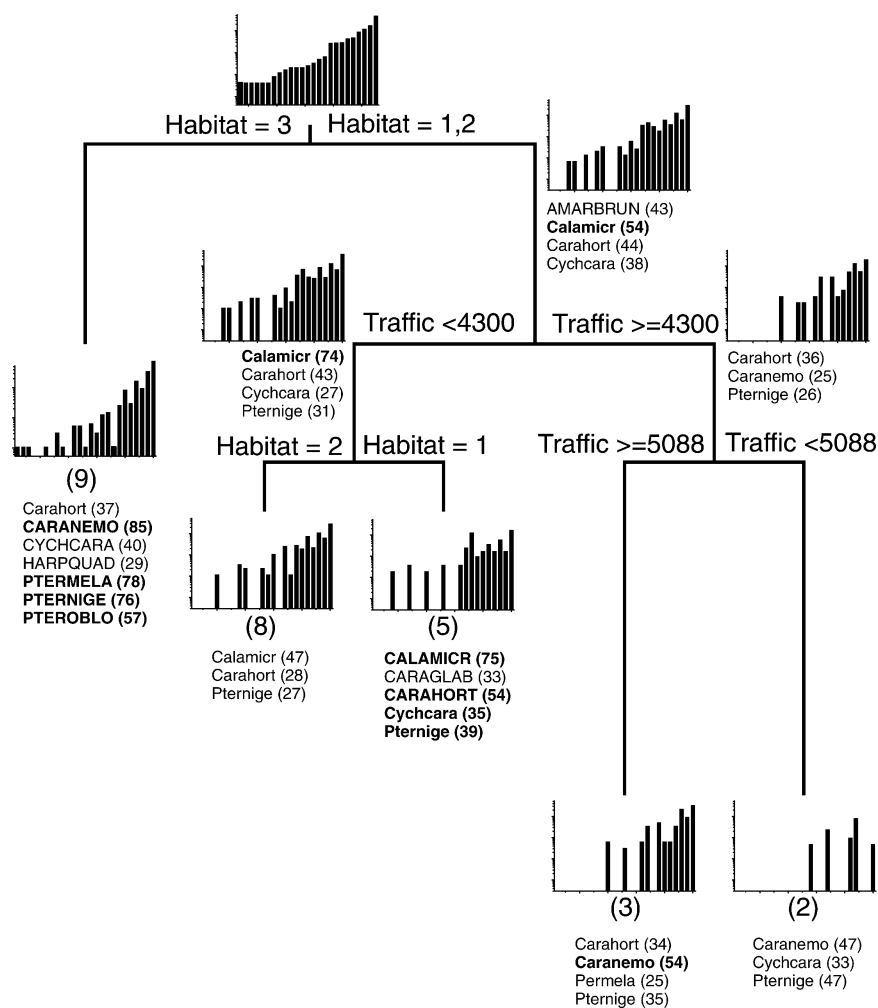 Habitat = 3
Habitat = 1,2
AMARBRUN (43)
Calamicr (54)
Carahort (44)
Cychcara (38)
Traffic <4300
Traffic >=4300
Calamicr (74)
Carahort (43)
Cychcara (27)
Pternige (31)
Carahort (36)
Caranemo (25)
Pternige (26)
Habitat = 2
Habitat = 1
Traffic >=5088
Traffic <5088
(9)
Carahort (37)
CARANEMO (85)
CYCHCARA (40)
HARPQUAD (29)
PTERMELA (78)
PTERNIGE (76)
PTEROBLO (57)
(8)
Calamicr (47)
Carahort (28)
Pternige (27)
(5)
CALAMICR (75)
CARAGLAB (33)
CARAHORT (54)
Cychcara (35)
Pternige (39)
(3)
Carahort (34)
Caranemo (54)
Permela (25)
Pternige (35)
(2)
Caranemo (47)
Cychcara (33)
Pternige (47)